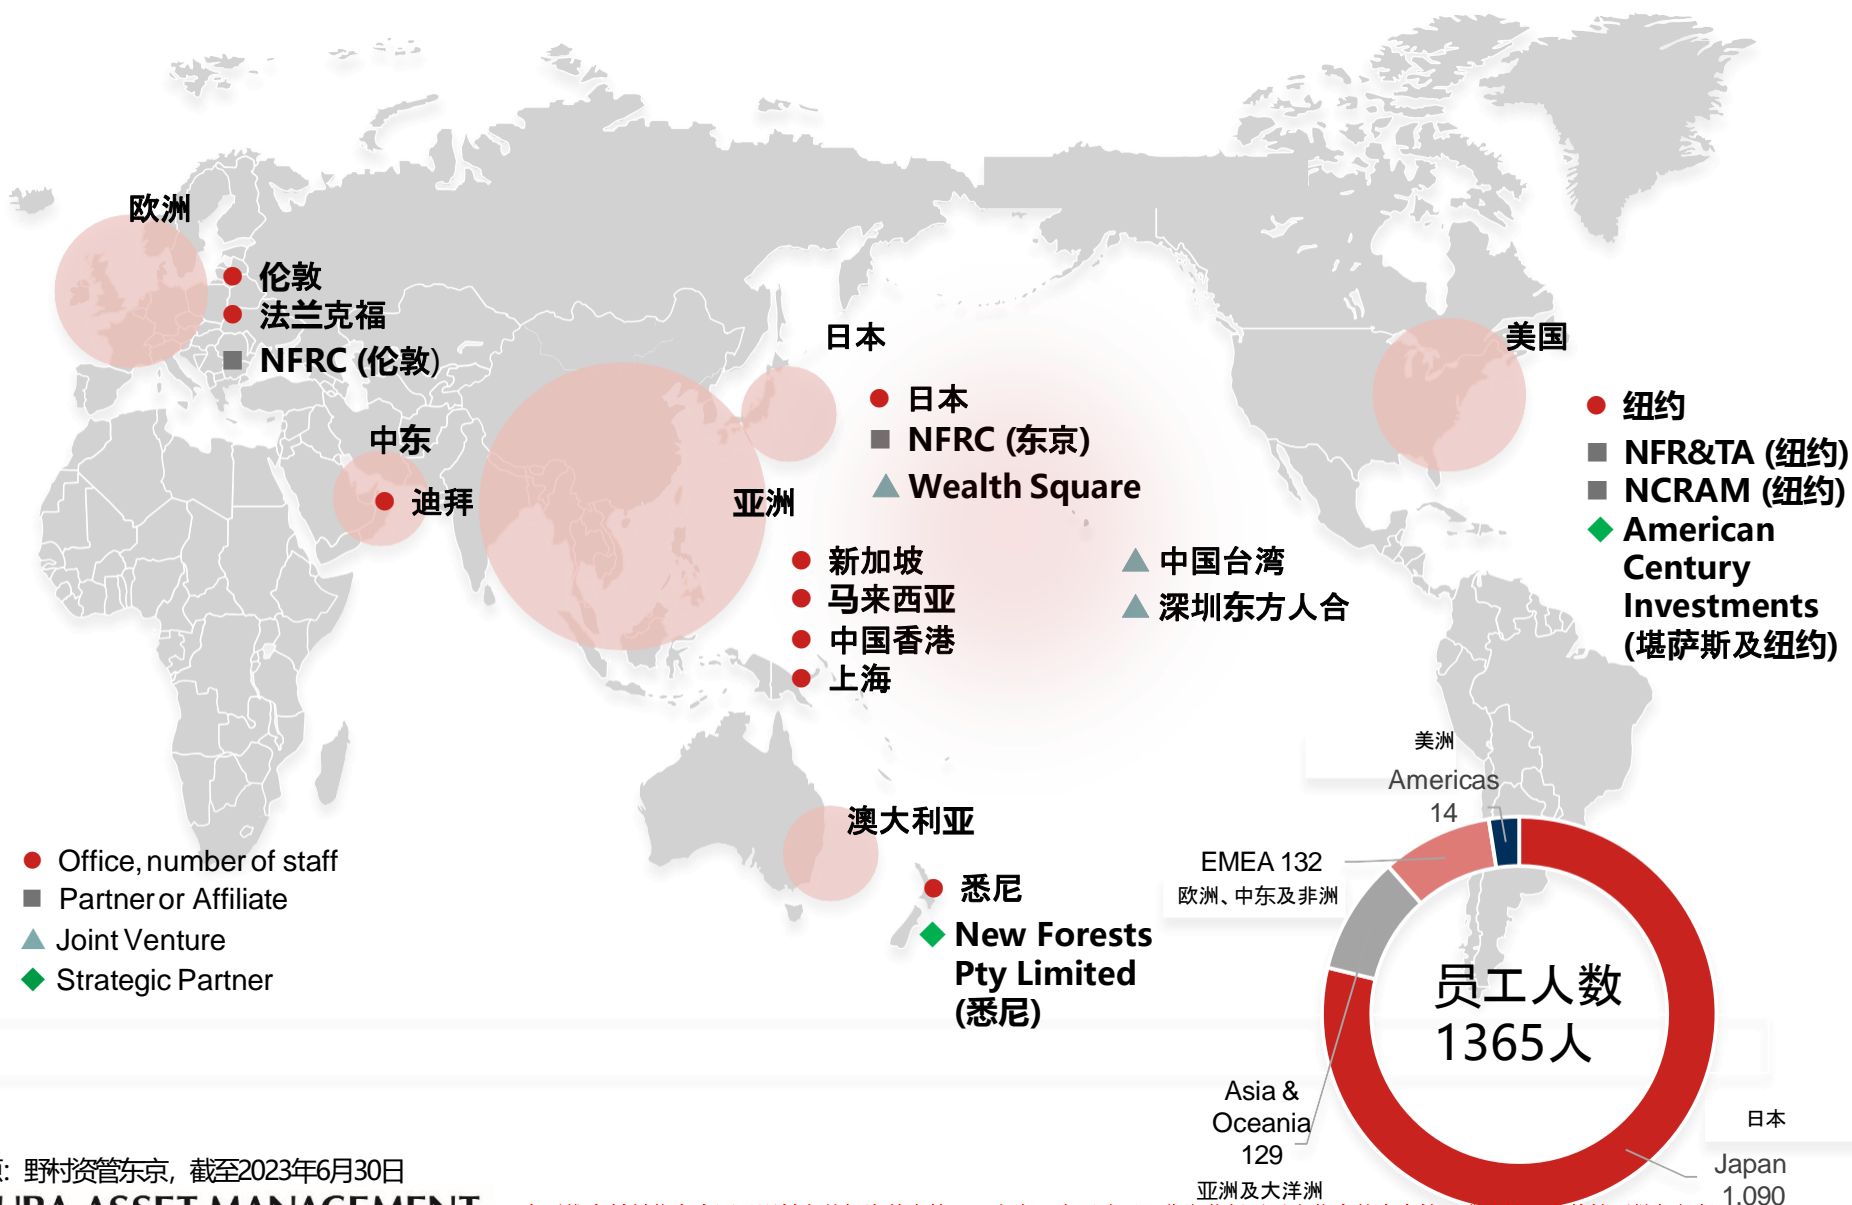 欧洲
伦敦
法兰克福
NFRC (伦敦)
中东
迪拜
日本
日本
NFRC (东京)
Wealth Square
亚洲
新加坡
马来西亚
中国香港
上海
中国台湾
深圳东方人合
美国
纽约
NFR&TA (纽约)
NCRAM (纽约)
American
Century
Investments
(堪萨斯及纽约)
澳大利亚
悉尼
New Forests
Pty Limited
(悉尼)
Office, number of staff
Partner or Affiliate
Joint Venture
Strategic Partner
美洲
Americas
14
EMEA 132
欧洲、中东及非洲
员工人数
1365人
Asia &
Oceania
129
亚洲及大洋洲
日本
Japan
1,090
: 野村资管东京, 截至2023年6月30日
ASSET MANAGEMENT